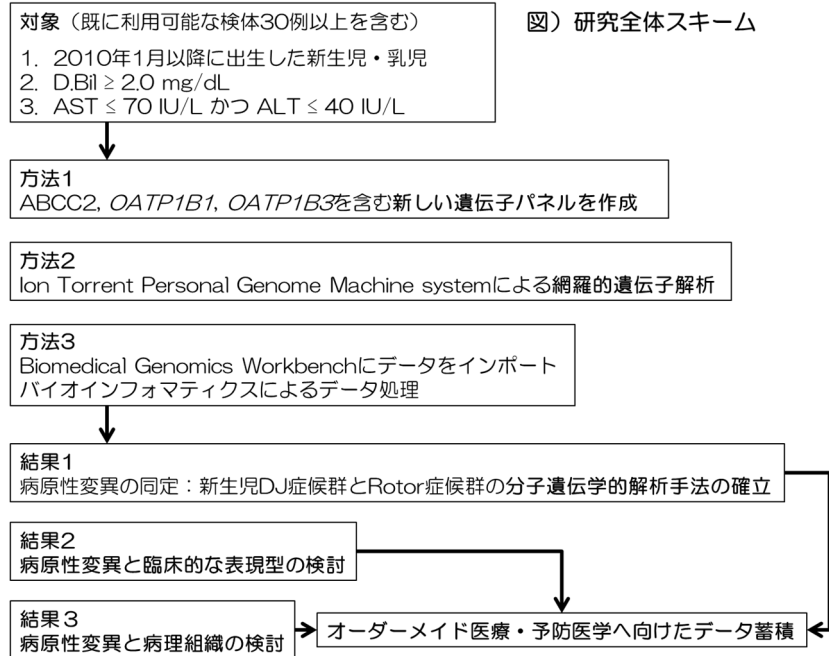 対象（既に利用可能な検体30例以上を含む）
図）研究全体スキーム
1. 2010年1月以降に出生した新生児・乳児
2. D.Bil ≥ 2.0 mg/dL
3. AST ≤ 70 IU/L かつ ALT ≤ 40 IU/L
方法1
ABCC2, OATP1B1, OATP1B3を含む新しい遺伝子パネルを作成
方法2
Ion Torrent Personal Genome Machine systemによる網羅的遺伝子解析
方法3
Biomedical Genomics Workbenchにデータをインポート
バイオインフォマティクスによるデータ処理
結果1
病原性変異の同定：新生児DJ症候群とRotor症候群の分子遺伝学的解析手法の確立
結果2
病原性変異と臨床的な表現型の検討
結果３
病原性変異と病理組織の検討
オーダーメイド医療・予防医学へ向けたデータ蓄積